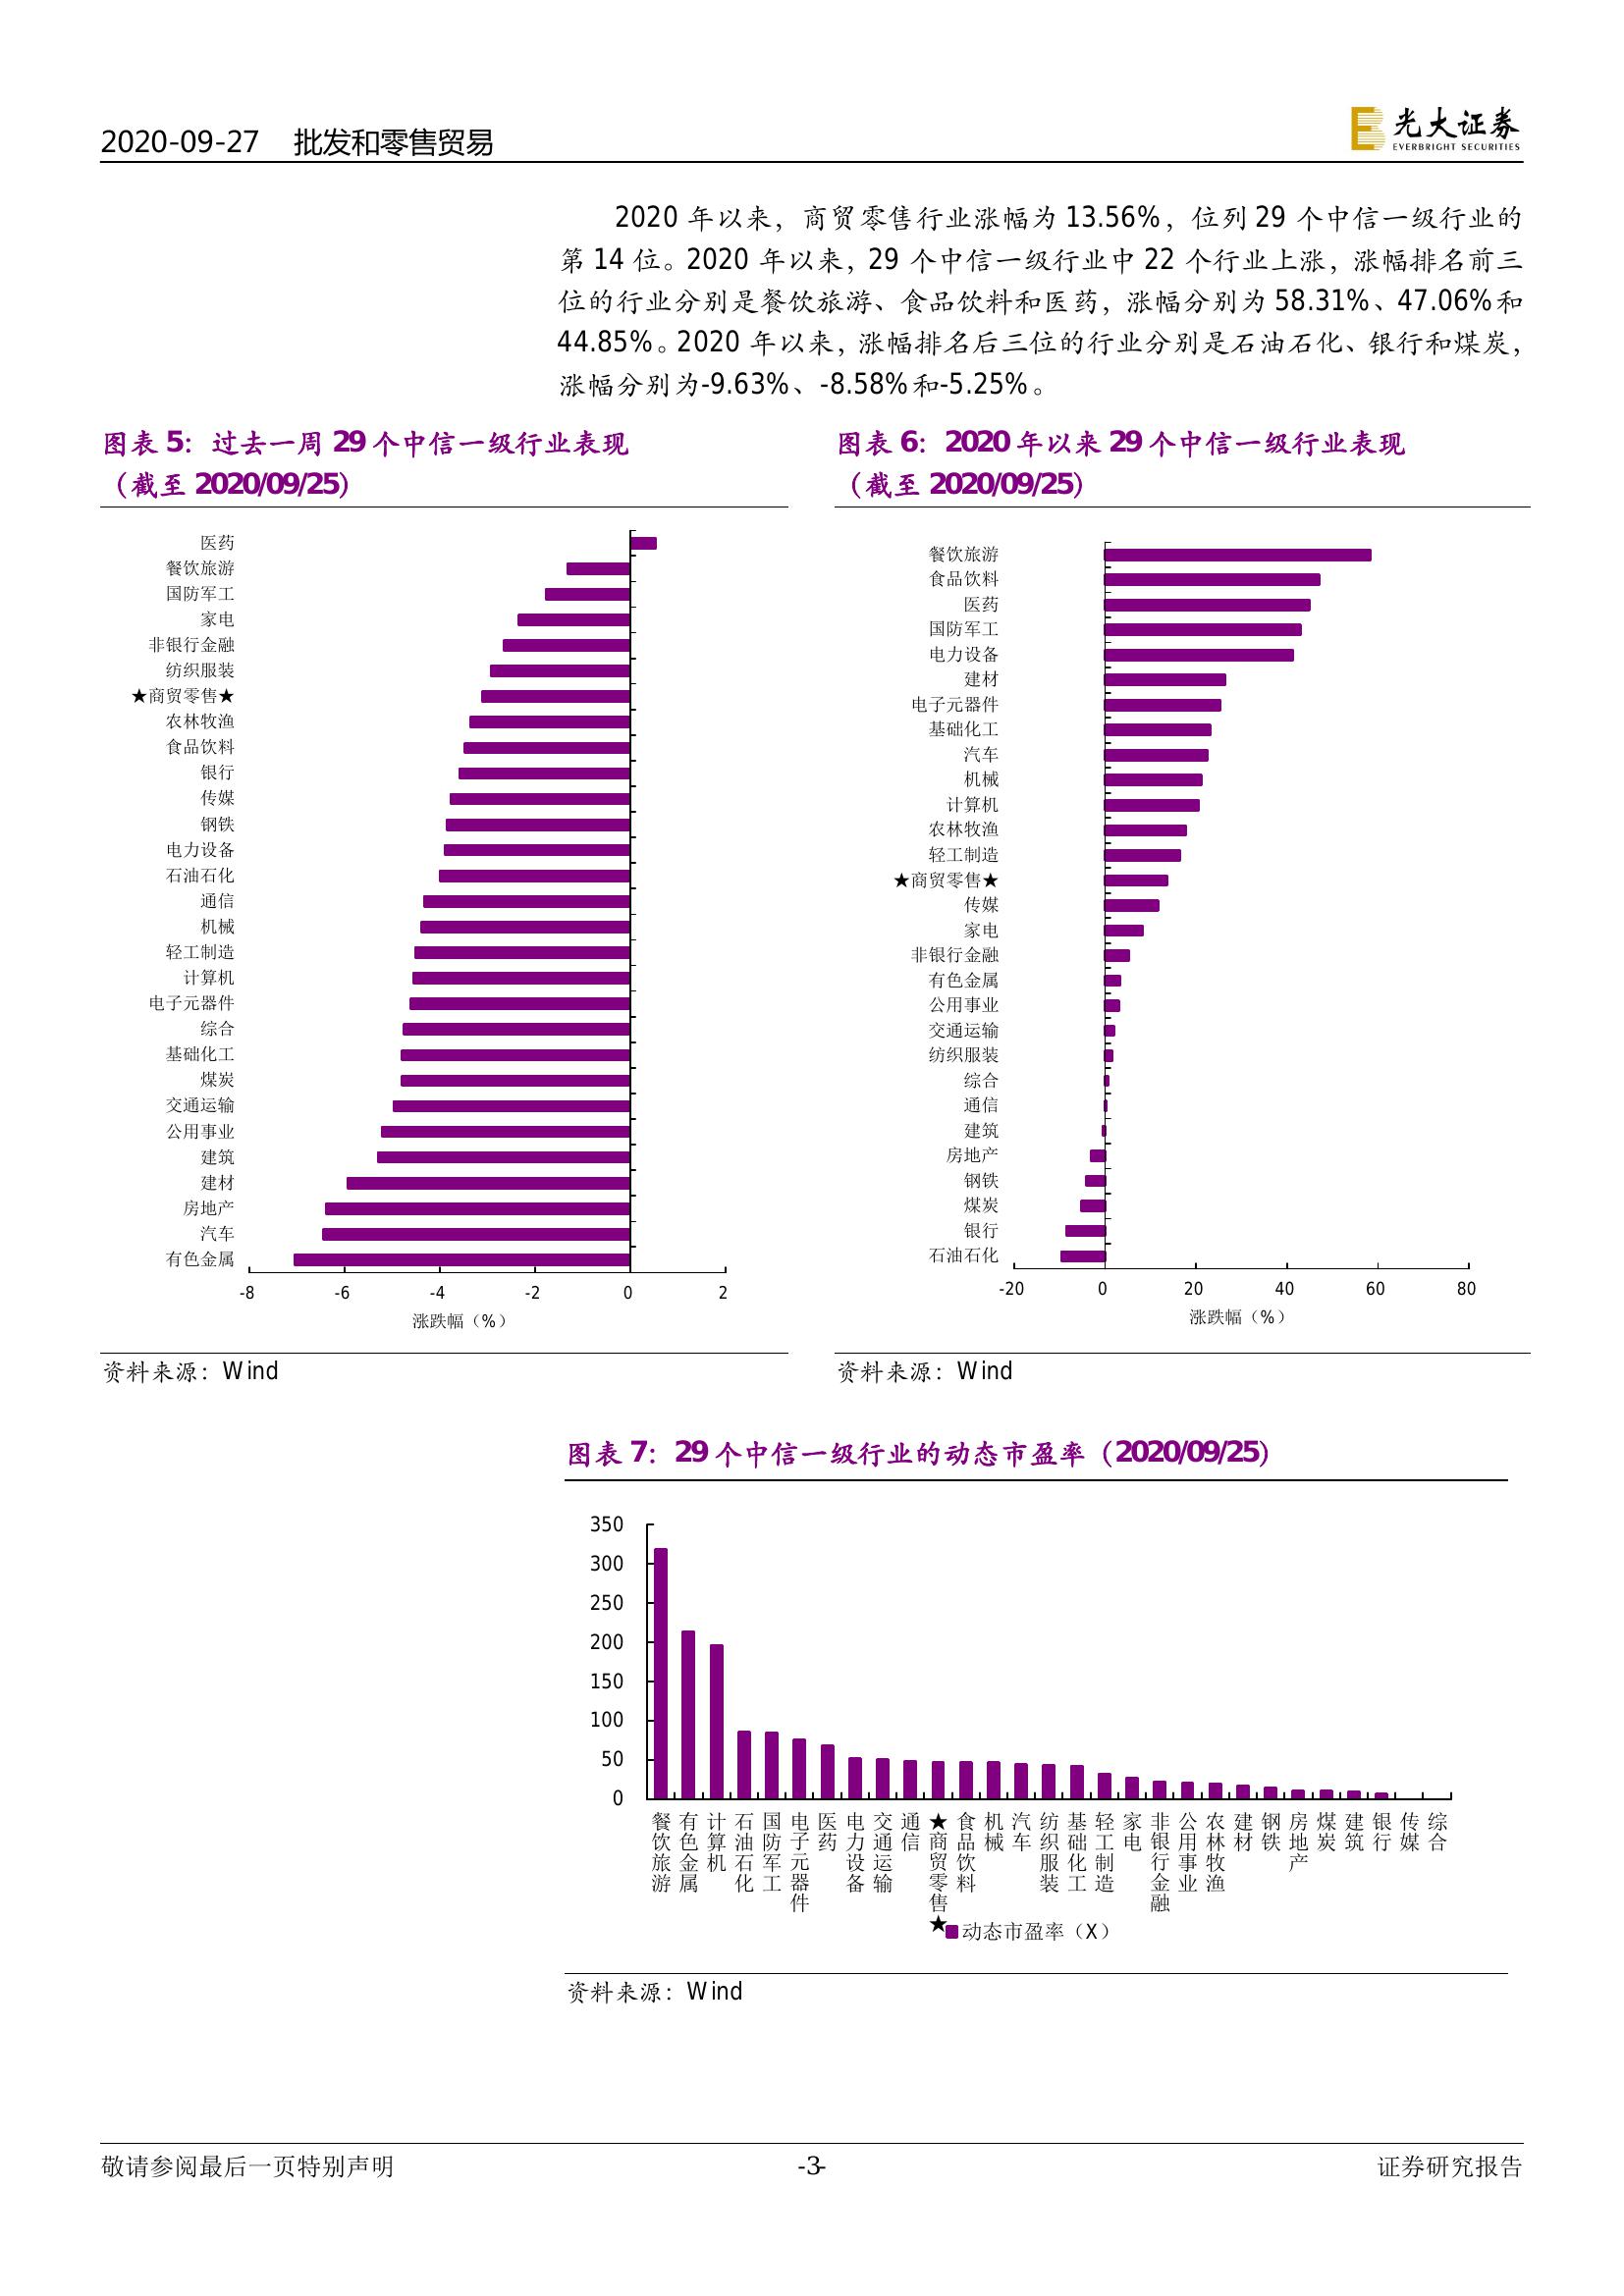 2020-09-27 批发和零售贸易
光大证券
EVERBRIGHT SECURITIES
2020 年以来，商贸零售行业涨幅为 13.56%，位列 29 个中信一级行业的
第 14 位。2020 年以来，29 个中信一级行业中 22 个行业上涨，涨幅排名前三
位的行业分别是餐饮旅游、食品饮料和医药，涨幅分别为 58.31%、47.06%和
44.85%。2020 年以来，涨幅排名后三位的行业分别是石油石化、银行和煤炭，
涨幅分别为-9.63%、-8.58%和-5.25%。
图表 5：过去一周 29 个中信一级行业表现
（截至 2020/09/25）
医药
餐饮旅游
国防军工
家电
非银行金融
纺织服装
★商贸零售★
农林牧渔
食品饮料
银行
传媒
钢铁
电力设备
石油石化
通信
机械
轻工制造
计算机
电子元器件
综合
基础化工
煤炭
交通运输
公用事业
建筑
建材
房地产
汽车
有色金属
-8 -6 -4 -2 0 2
涨跌幅（%）
资料来源：Wind
图表 6：2020 年以来 29 个中信一级行业表现
（截至 2020/09/25）
餐饮旅游
食品饮料
医药
国防军工
电力设备
建材
电子元器件
基础化工
汽车
机械
计算机
农林牧渔
轻工制造
★商贸零售★
传媒
家电
非银行金融
有色金属
公用事业
交通运输
纺织服装
综合
通信
建筑
房地产
钢铁
煤炭
银行
石油石化
-20 0 20 40 60 80
涨跌幅（%）
资料来源：Wind
图表 7：29 个中信一级行业的动态市盈率（2020/09/25）
350
300
250
200
150
100
50
0
餐饮旅游
有色金属
计算机
石油石化
国防军工
电子元器件
医药
电力设备
交通运输
通信
★商贸零售★
食品饮料
机械
汽车
纺织服装
基础化工
轻工制造
家电
非银行金融
公用事业
农林牧渔
建材
钢铁
房地产
煤炭
建筑
银行
传媒
综合
动态市盈率（X）
资料来源：Wind
敬请参阅最后一页特别声明
-3-
证券研究报告